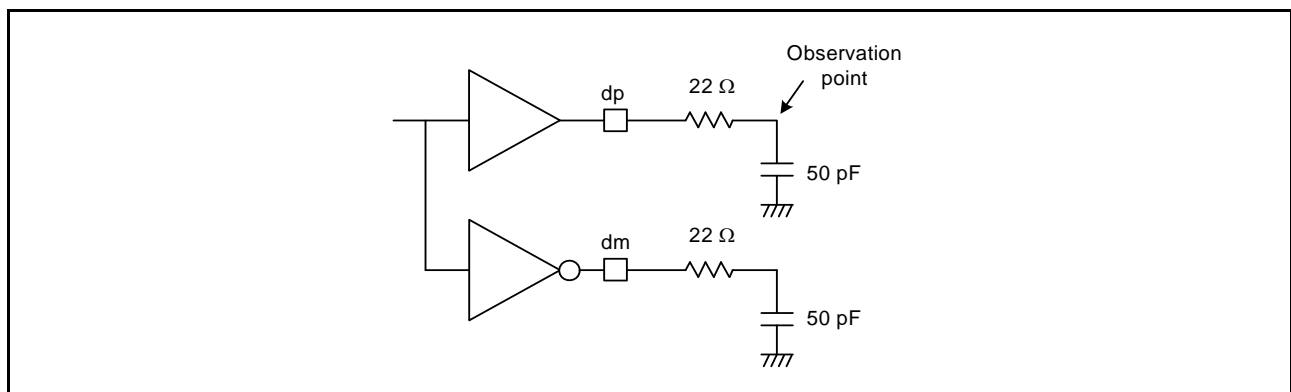 Observation
point
dp
22 Ω
50 pF
dm
22 Ω
50 pF